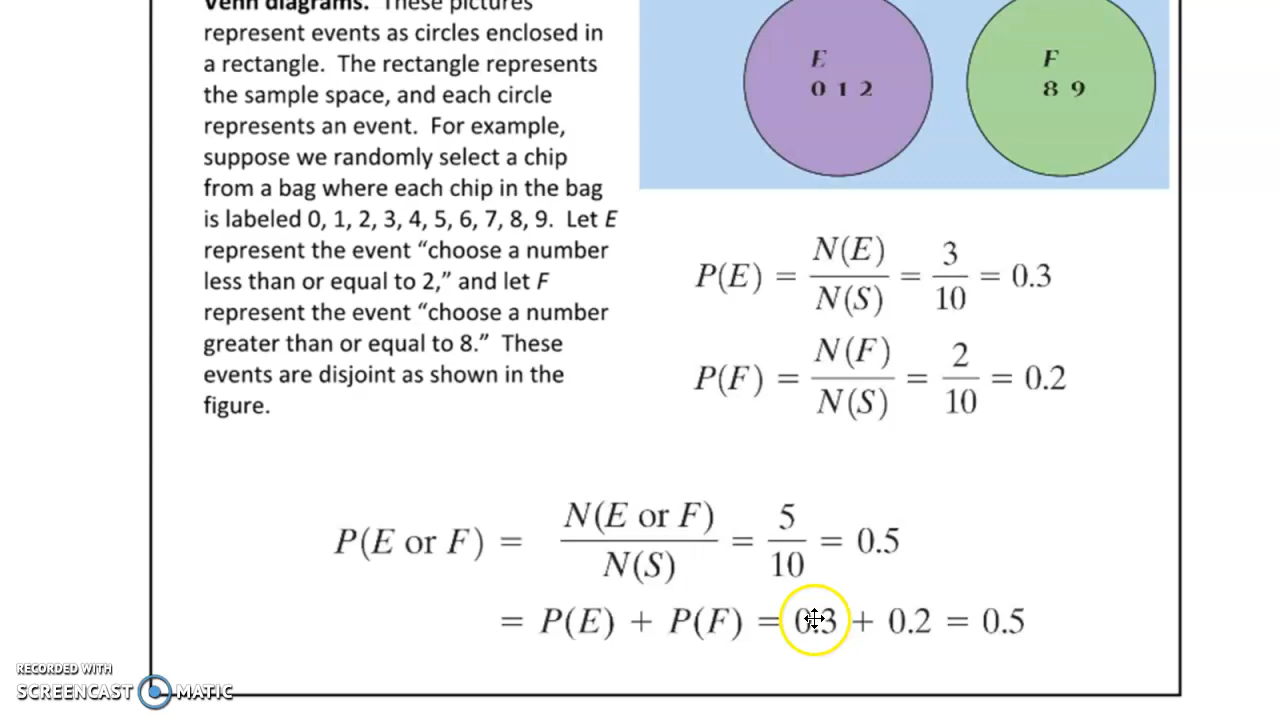 Venn diagrams. These pictures
represent events as circles enclosed in
a rectangle. The rectangle represents
the sample space, and each circle
represents an event. For example,
suppose we randomly select a chip
from a bag where each chip in the bag
is labeled 0, 1, 2, 3, 4, 5, 6, 7, 8, 9. Let E
represent the event “choose a number
less than or equal to 2,” and let F
represent the event “choose a number
greater than or equal to 8.” These
events are disjoint as shown in the
figure.
E
0 1 2
F
8 9
P(E) = N(E)/N(S) = 3/10 = 0.3
P(F) = N(F)/N(S) = 2/10 = 0.2
P(E or F) = N(E or F)/N(S) = 5/10 = 0.5
= P(E) + P(F) = 0.3 + 0.2 = 0.5
RECORDED WITH
SCREENCAST MATIC